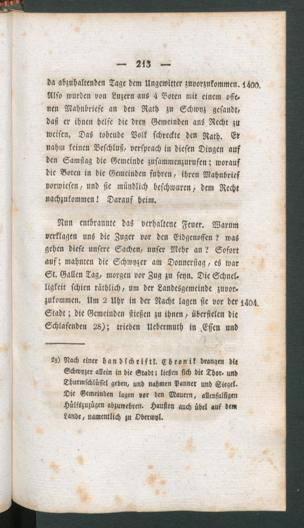 — 213 —
da abzuhaltenden Tage dem Ungewitter zuvorzukommen. 1400.
Also wurden von Luzern aus 4 Boten mit einem offe-
nen Mahnbriefe an den Rath zu Schwyz gesandt,
daß er ihnen helfe die drey Gemeinden ans Recht zu
weisen. Das tobende Volk schreckte den Rath. Er
nahm keinen Beschluß, versprach in diesen Dingen auf
den Samstag die Gemeinde zusammenzurufen; worauf
die Boten in die Gemeinden fuhren, ihren Mahnbrief
vorwiesen, und sie mündlich beschwaren, dem Recht
nachzukommen! Darauf heim.
Nun entbrannte das verhaltene Feuer. Warum
verklagen uns die Zuger vor den Eidgenossen? was
gehen diese unsere Sachen, unser Mehr an? Sofort
auf; mahnten die Schwyzer am Donnerstag, es war
St. Gallen Tag, morgen vor Zug zu seyn. Die Schnel-
ligkeit schien räthlich, um der Landesgemeinde zuvor-
zukommen. Um 2 Uhr in der Nacht lagen sie vor der 1404.
Stadt; die Gemeinden stießen zu ihnen, überfielen die
Schlafenden 28); trieben Uebermuth in Essen und
28) Nach einer handschriftl. Chronik drangen die
Schwyzer allein in die Stadt; ließen sich die Thor- und
Thurmschlüssel geben, und nahmen Panner und Siegel.
Die Gemeinden lagen vor den Mauern, allenfalsigen
Hülfszuzügen abzuwehren. Hausten auch übel auf dem
Lande, namentlich zu Oberwyl.